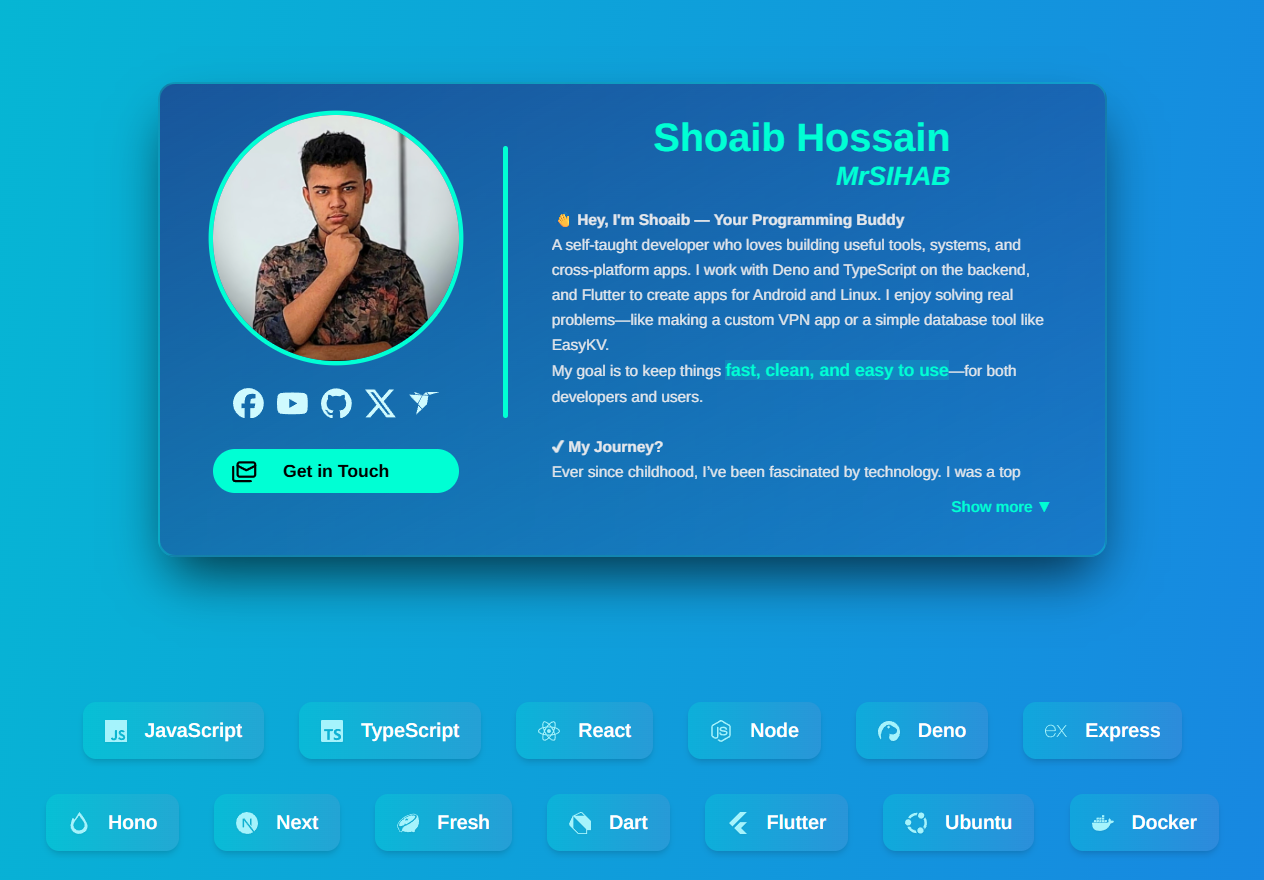 Shoaib Hossain
MrSIHAB
👋 Hey, I'm Shoaib — Your Programming Buddy
A self-taught developer who loves building useful tools, systems, and
cross-platform apps. I work with Deno and TypeScript on the backend,
and Flutter to create apps for Android and Linux. I enjoy solving real
problems—like making a custom VPN app or a simple database tool like
EasyKV.
My goal is to keep things fast, clean, and easy to use—for both
developers and users.
✔ My Journey?
Ever since childhood, I've been fascinated by technology. I was a top
Show more ▼
Get in Touch
JS JavaScript
TS TypeScript
React
JS Node
Deno
ex Express
Hono
N Next
Fresh
Dart
Flutter
Ubuntu
Docker